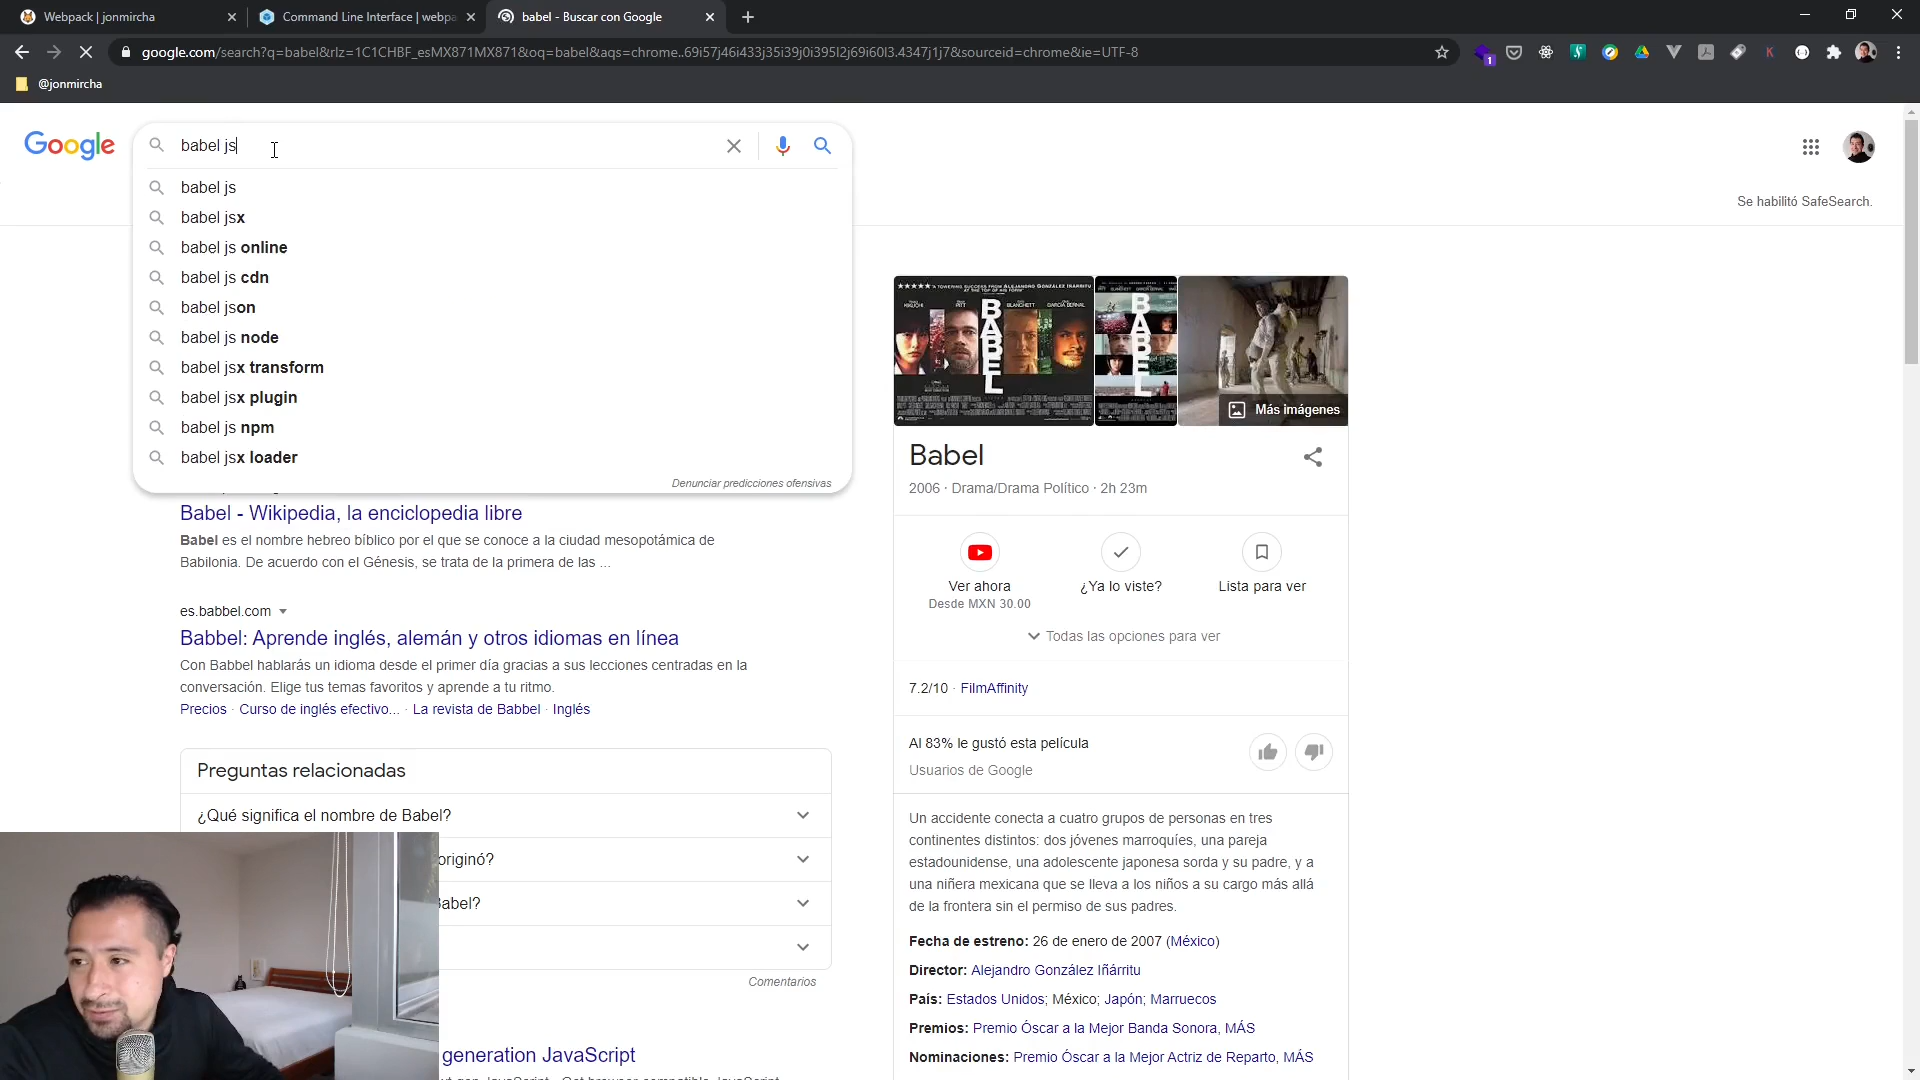 Webpack | jonmircha
Command Line Interface | webpa
babel - Buscar con Google
google.com/search?q=babel&rlz=1C1CHBF_esMX871MX871&oq=babel&aqs=chrome..69i57j46i433j35i39j0i395l2j69i60l3.4347j1j7&sourceid=chrome&ie=UTF-8
1
@jonmircha
Google
babel js
babel js
babel jsx
babel js online
babel js cdn
babel json
babel js node
babel jsx transform
babel jsx plugin
babel js npm
babel jsx loader
Denunciar predicciones ofensivas
Se habilitó SafeSearch.
Babel - Wikipedia, la enciclopedia libre
Babel es el nombre hebreo bíblico por el que se conoce a la ciudad mesopotámica de
Babilonia. De acuerdo con el Génesis, se trata de la primera de las ...
es.babbel.com
Babbel: Aprende inglés, alemán y otros idiomas en línea
Con Babbel hablarás un idioma desde el primer día gracias a sus lecciones centradas en la
conversación. Elige tus temas favoritos y aprende a tu ritmo.
Precios · Curso de inglés efectivo... · La revista de Babbel · Inglés
Preguntas relacionadas
¿Qué significa el nombre de Babel?
originó?
Babel?
Comentarios
generation JavaScript
BABEL
BABEL
Más imágenes
Babel
2006 · Drama/Drama Político · 2h 23m
Ver ahora
Desde MXN 30.00
¿Ya lo viste?
Lista para ver
Todas las opciones para ver
7.2/10 · FilmAffinity
Al 83% le gustó esta película
Usuarios de Google
Un accidente conecta a cuatro grupos de personas en tres
continentes distintos: dos jóvenes marroquíes, una pareja
estadounidense, una adolescente japonesa sorda y su padre, y a
una niñera mexicana que se lleva a los niños a su cargo más allá
de la frontera sin el permiso de sus padres.
Fecha de estreno: 26 de enero de 2007 (México)
Director: Alejandro González Iñárritu
País: Estados Unidos; México; Japón; Marruecos
Premios: Premio Óscar a la Mejor Banda Sonora, MÁS
Nominaciones: Premio Óscar a la Mejor Actriz de Reparto, MÁS